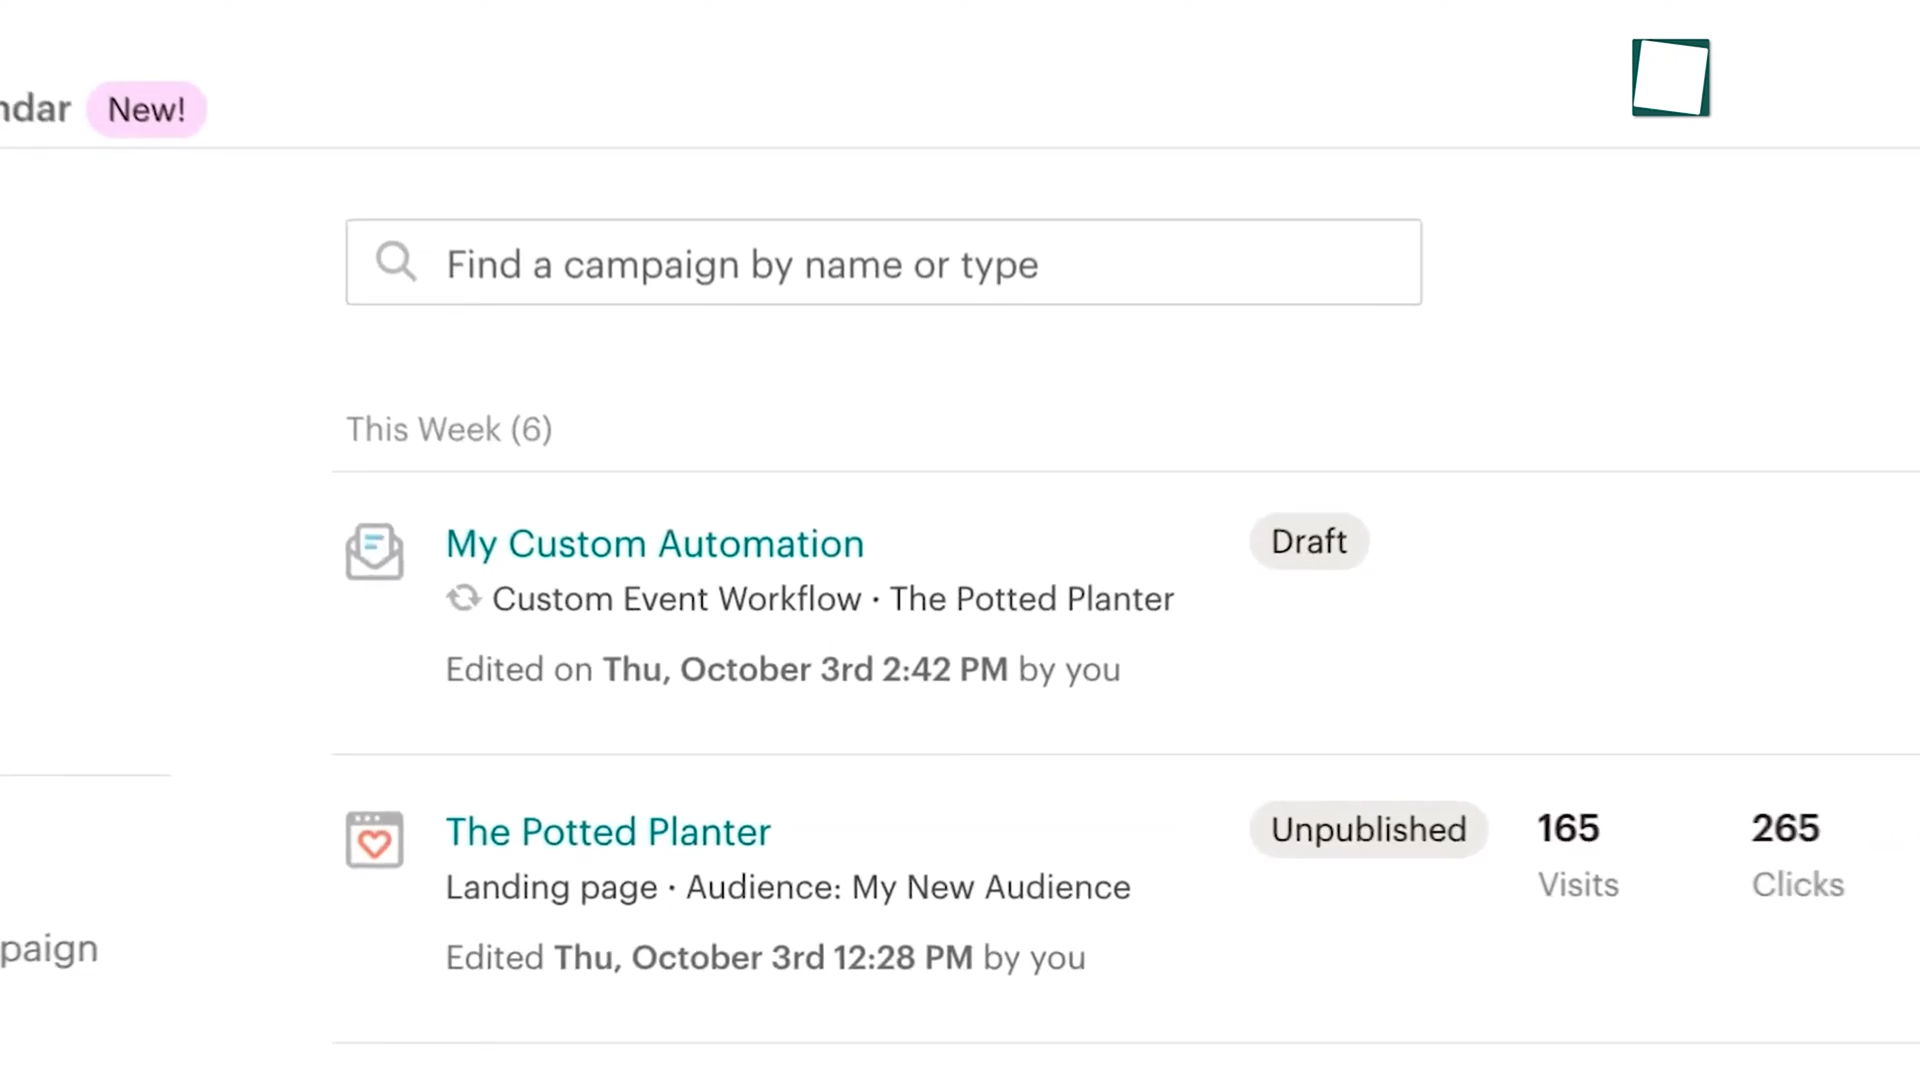 ndar New!
Find a campaign by name or type
This Week (6)
My Custom Automation Draft
Custom Event Workflow · The Potted Planter
Edited on Thu, October 3rd 2:42 PM by you
The Potted Planter Unpublished 165 265
Landing page · Audience: My New Audience Visits Clicks
paign
Edited Thu, October 3rd 12:28 PM by you